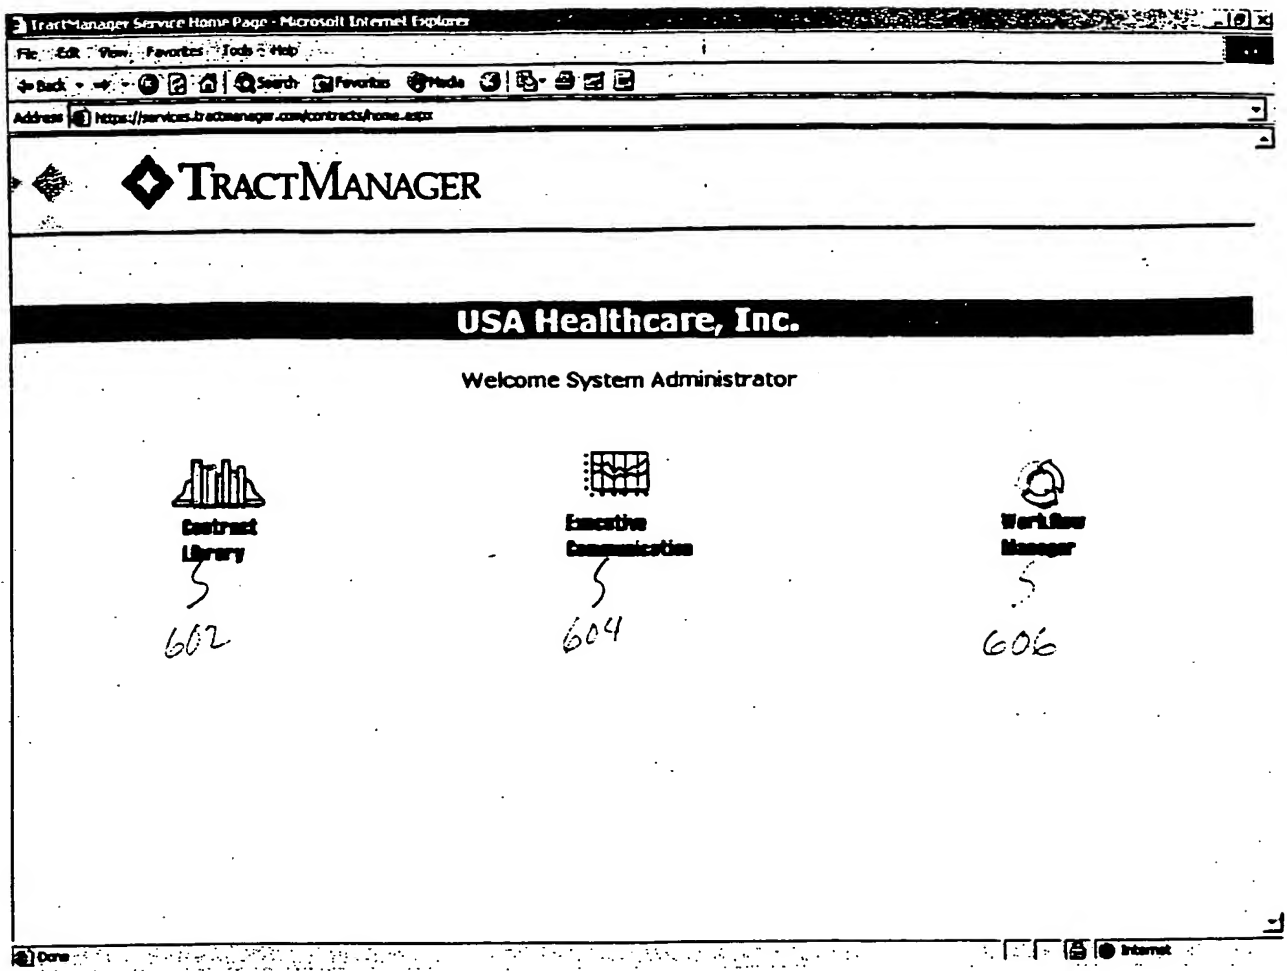 TractManager Service Home Page - Microsoft Internet Explorer
File Edit View Favorites Tools Help
Back Search Favorites Media
Address https://services.tractmanager.com/contracts/home.aspx
TRACTMANAGER
USA Healthcare, Inc.
Welcome System Administrator
Contract Library
Executive Communication
Workflow Manager
602
604
606
Done Internet